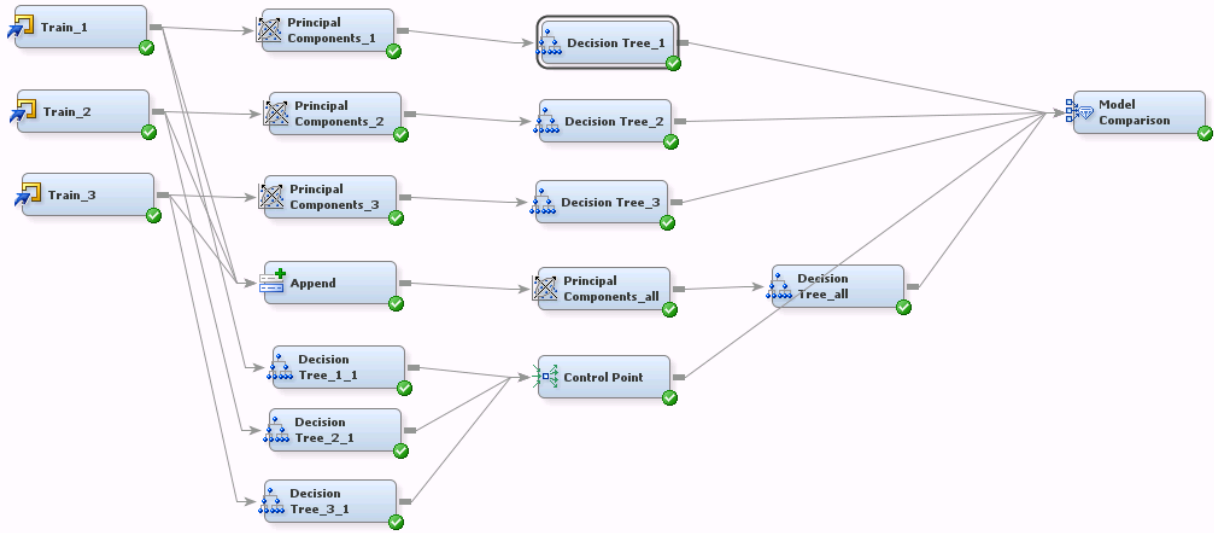 Train_1
Principal
Components_1
Decision Tree_1
Train_2
Principal
Components_2
Decision Tree_2
Model
Comparison
Train_3
Principal
Components_3
Decision Tree_3
Append
Principal
Components_all
Decision
Tree_all
Decision
Tree_1_1
Control Point
Decision
Tree_2_1
Decision
Tree_3_1